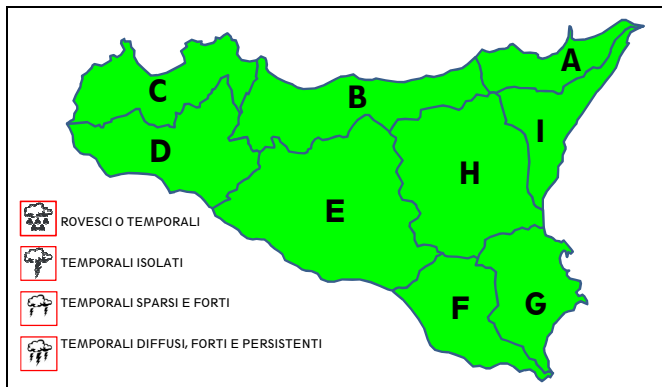 A
C
B
I
D
H
E
ROVESCI O TEMPORALI
TEMPORALI ISOLATI
G
F
TEMPORALI SPARSI E FORTI
TEMPORALI DIFFUSI, FORTI E PERSISTENTI